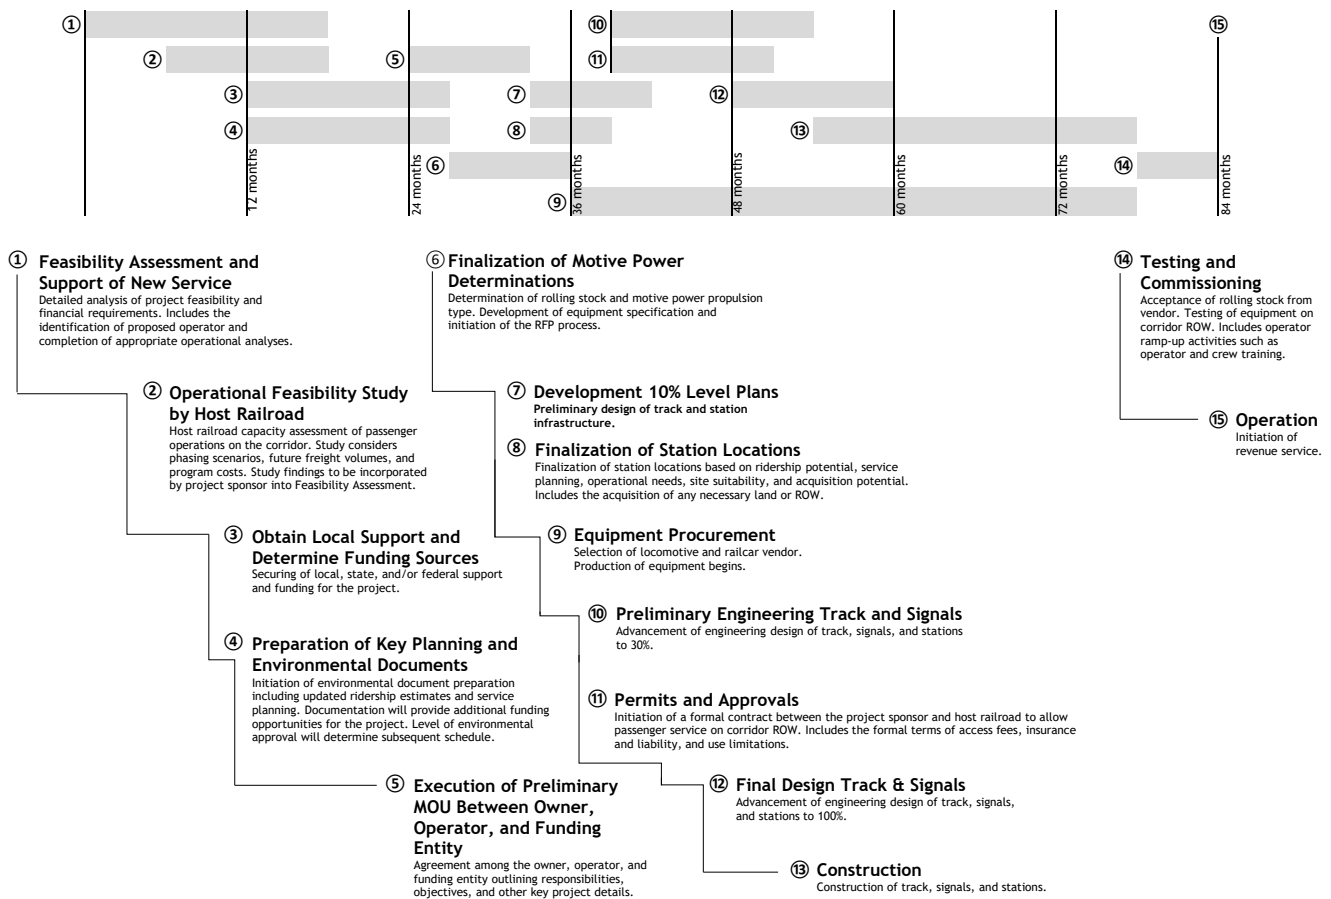 ①
⑩
⑮
②
⑤
⑪
③
⑦
⑫
④
⑧
⑬
⑥
⑭
⑨
12 months
24 months
36 months
48 months
60 months
72 months
84 months
① Feasibility Assessment and
Support of New Service
Detailed analysis of project feasibility and
financial requirements. Includes the
identification of proposed operator and
completion of appropriate operational analyses.
② Operational Feasibility Study
by Host Railroad
Host railroad capacity assessment of passenger
operations on the corridor. Study considers
phasing scenarios, future freight volumes, and
program costs. Study findings to be incorporated
by project sponsor into Feasibility Assessment.
③ Obtain Local Support and
Determine Funding Sources
Securing of local, state, and/or federal support
and funding for the project.
④ Preparation of Key Planning and
Environmental Documents
Initiation of environmental document preparation
including updated ridership estimates and service
planning. Documentation will provide additional funding
opportunities for the project. Level of environmental
approval will determine subsequent schedule.
⑤ Execution of Preliminary
MOU Between Owner,
Operator, and Funding
Entity
Agreement among the owner, operator, and
funding entity outlining responsibilities,
objectives, and other key project details.
⑥ Finalization of Motive Power
Determinations
Determination of rolling stock and motive power propulsion
type. Development of equipment specification and
initiation of the RFP process.
⑦ Development 10% Level Plans
Preliminary design of track and station
infrastructure.
⑧ Finalization of Station Locations
Finalization of station locations based on ridership potential, service
planning, operational needs, site suitability, and acquisition potential.
Includes the acquisition of any necessary land or ROW.
⑨ Equipment Procurement
Selection of locomotive and railcar vendor.
Production of equipment begins.
⑩ Preliminary Engineering Track and Signals
Advancement of engineering design of track, signals, and stations
to 30%.
⑪ Permits and Approvals
Initiation of a formal contract between the project sponsor and host railroad to allow
passenger service on corridor ROW. Includes the formal terms of access fees, insurance
and liability, and use limitations.
⑫ Final Design Track & Signals
Advancement of engineering design of track, signals,
and stations to 100%.
⑬ Construction
Construction of track, signals, and stations.
⑭ Testing and
Commissioning
Acceptance of rolling stock from
vendor. Testing of equipment on
corridor ROW. Includes operator
ramp-up activities such as
operator and crew training.
⑮ Operation
Initiation of
revenue service.